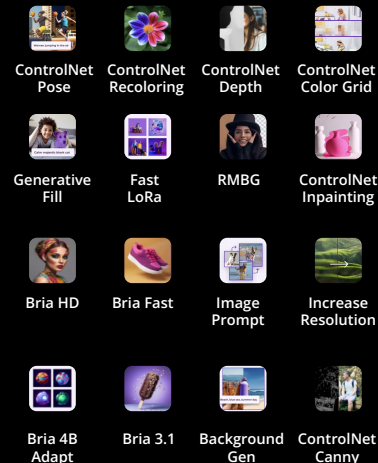 ControlNet Pose
ControlNet Recoloring
ControlNet Depth
ControlNet Color Grid
Generative Fill
Fast LoRa
RMBG
ControlNet Inpainting
Bria HD
Bria Fast
Image Prompt
Increase Resolution
Bria 4B Adapt
Bria 3.1
Background Gen
ControlNet Canny